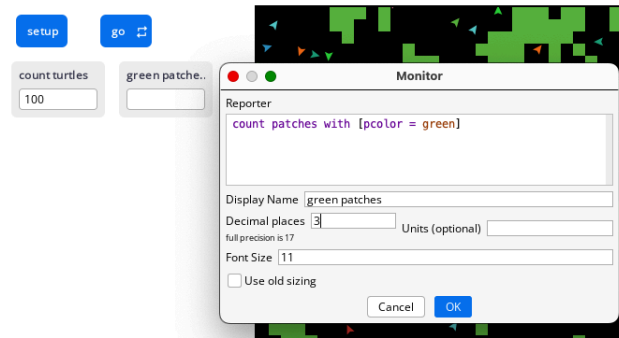 setup
go
count turtles
100
green patche..
Monitor
Reporter
count patches with [pcolor = green]
Display Name green patches
Decimal places 3
Units (optional)
full precision is 17
Font Size 11
Use old sizing
Cancel
OK